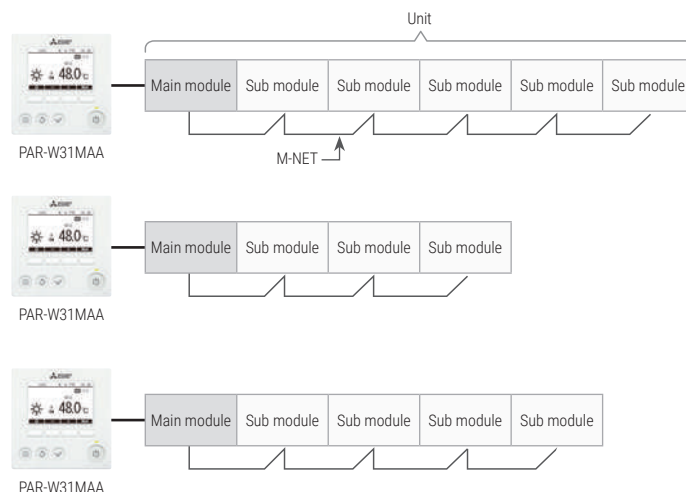 Unit
48.0
Main module Sub module Sub module Sub module Sub module Sub module
PAR-W31MAA
M-NET
48.0
Main module Sub module Sub module Sub module
PAR-W31MAA
48.0
Main module Sub module Sub module Sub module Sub module
PAR-W31MAA